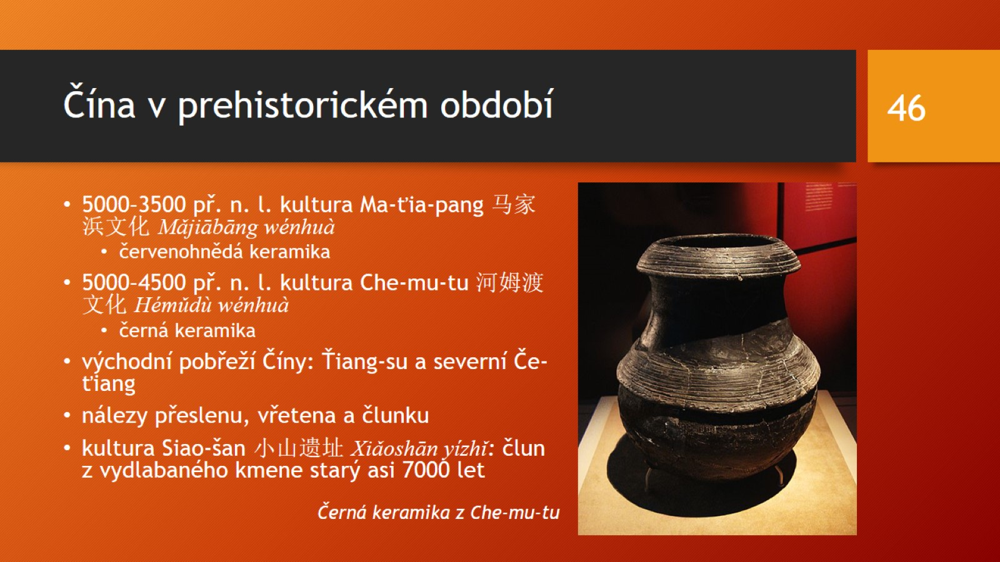 Čína v prehistorickém období
46
• 5000–3500 př. n. l. kultura Ma-ťia-pang 马家
浜文化 Mǎjiābāng wénhuà
• červenohnědá keramika
• 5000–4500 př. n. l. kultura Che-mu-tu 河姆渡
文化 Hémǔdù wénhuà
• černá keramika
• východní pobřeží Číny: Ťiang-su a severní Če-
ťiang
• nálezy přeslenu, vřetena a člunku
• kultura Siao-šan 小山遗址 Xiǎoshān yízhǐ: člun
z vydlabaného kmene starý asi 7000 let
Černá keramika z Che-mu-tu